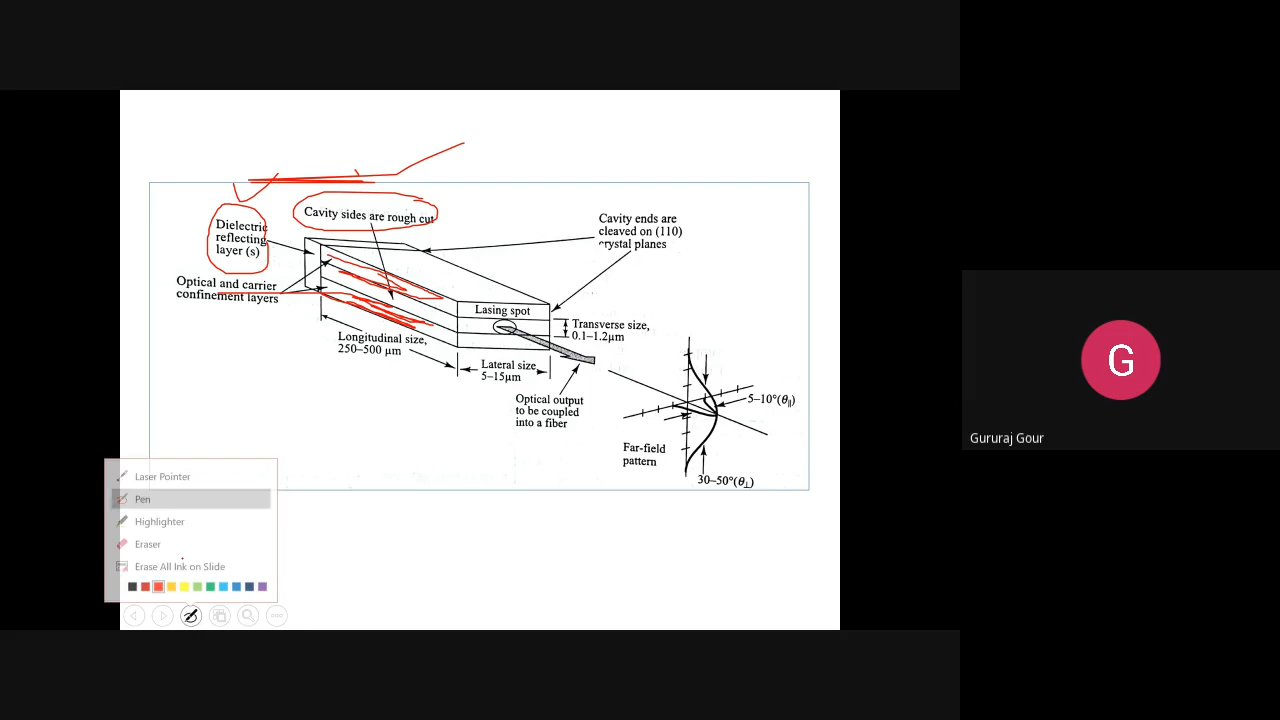 Cavity sides are rough cut
Dielectric
reflecting
layer (s)
Optical and carrier
confinement layers
Cavity ends are
cleaved on (110)
crystal planes
Lasing spot
Transverse size,
0.1–1.2μm
Longitudinal size,
250–500 μm
Lateral size
5–15μm
Optical output
to be coupled
into a fiber
5–10°(θ∥)
Far-field
pattern
30–50°(θ⊥)
Laser Pointer
Pen
Highlighter
Eraser
Erase All Ink on Slide
G
Gururaj Gour